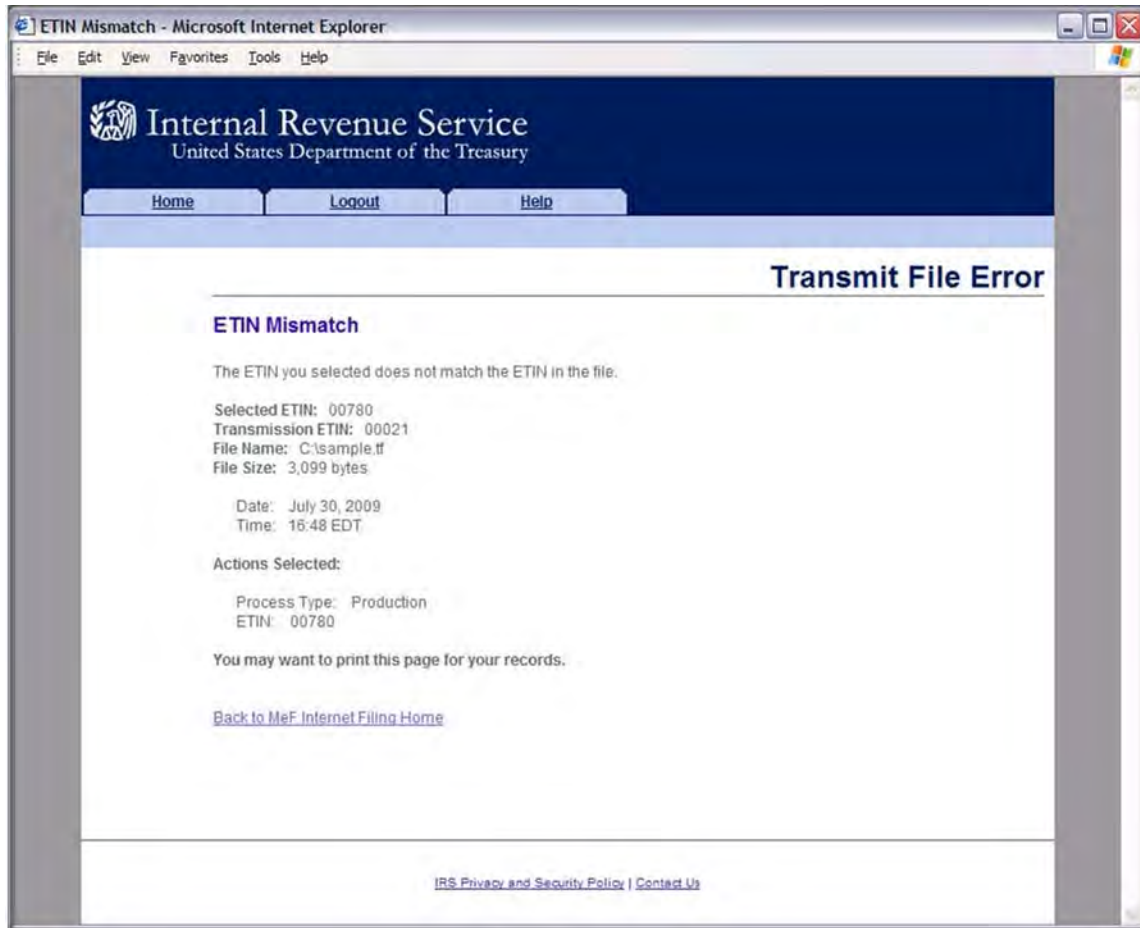 ETIN Mismatch - Microsoft Internet Explorer
File Edit View Favorites Tools Help
Internal Revenue Service
United States Department of the Treasury
Home Logout Help
Transmit File Error
ETIN Mismatch
The ETIN you selected does not match the ETIN in the file.
Selected ETIN: 00780
Transmission ETIN: 00021
File Name: C:\sample.tf
File Size: 3,099 bytes
Date: July 30, 2009
Time: 16:48 EDT
Actions Selected:
Process Type: Production
ETIN: 00780
You may want to print this page for your records.
Back to MeF Internet Filing Home
IRS Privacy and Security Policy | Contact Us